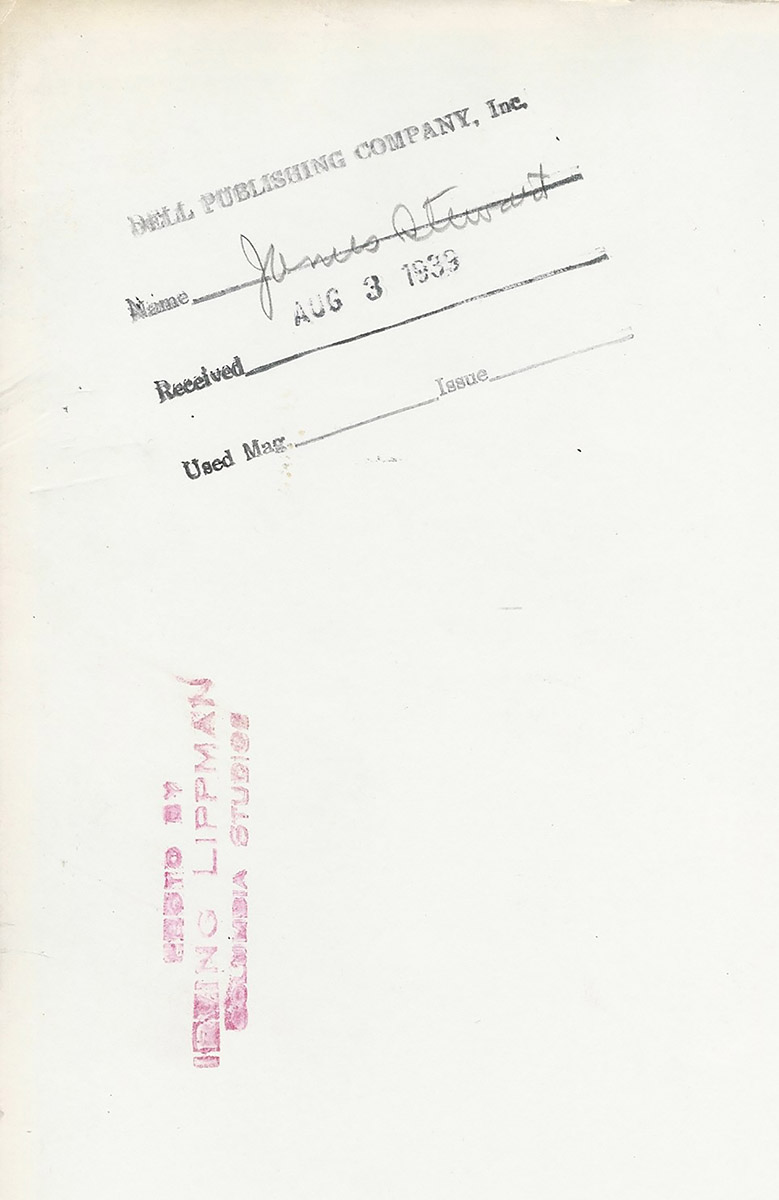 DELL PUBLISHING COMPANY, Inc.
Name James Stewart
AUG 3 1939
Received
Used Mag. Issue
PHOTO BY
IRVING LIPPMAN
COLUMBIA STUDIOS